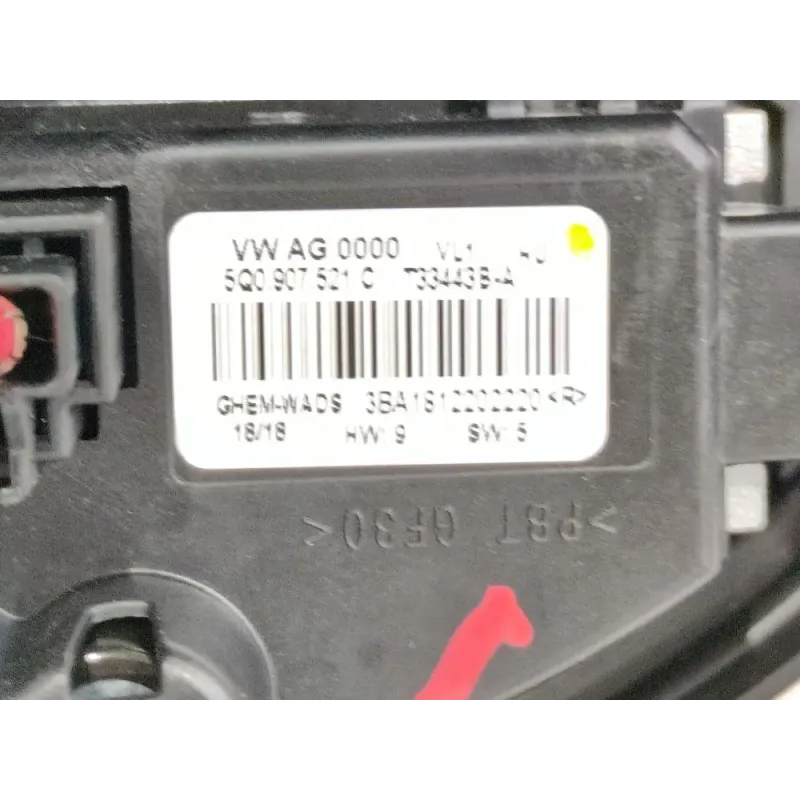 VW AG 0000 VL1 HU
5Q0 907 521 C T33443B-A
GHEM-WADS 3BA1812202220 <R>
18/18 HW: 9 SW: 5
>PBT GF30<